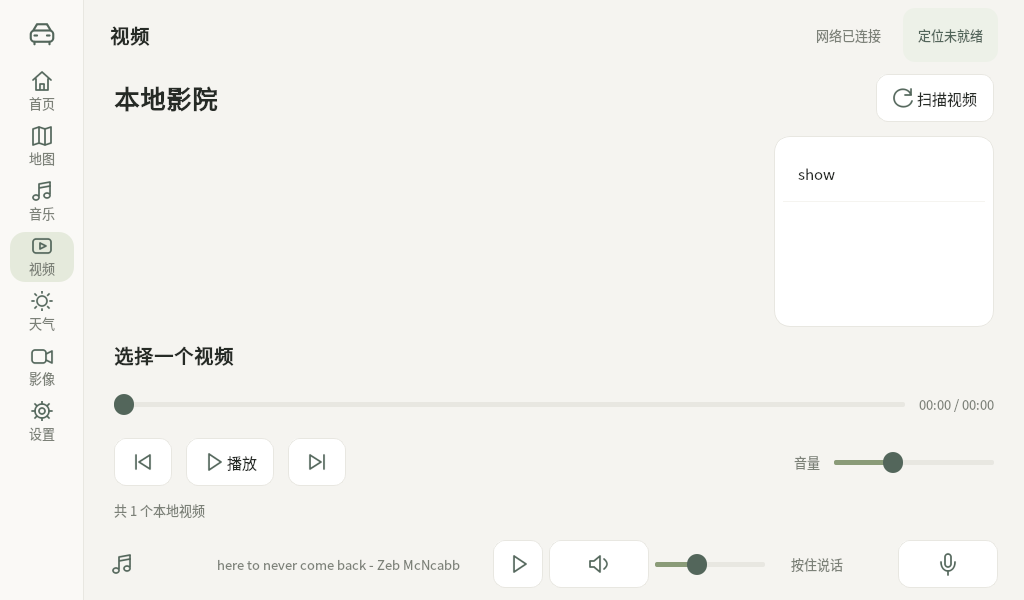 视频
网络已连接
定位未就绪
首页
地图
音乐
视频
天气
影像
设置
本地影院
扫描视频
show
选择一个视频
00:00 / 00:00
播放
音量
共 1 个本地视频
here to never come back - Zeb McNcabb
按住说话